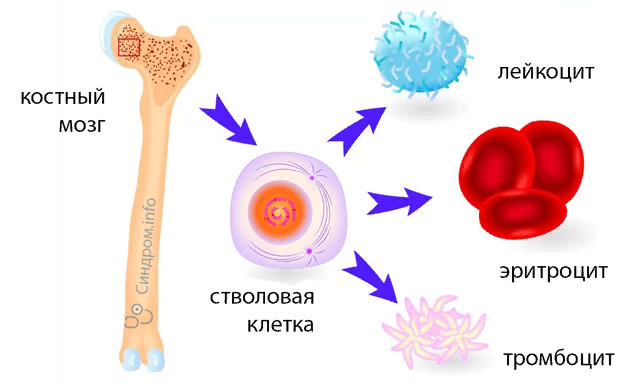 костный
мозг
Синдром.info
стволовая
клетка
лейкоцит
эритроцит
тромбоцит